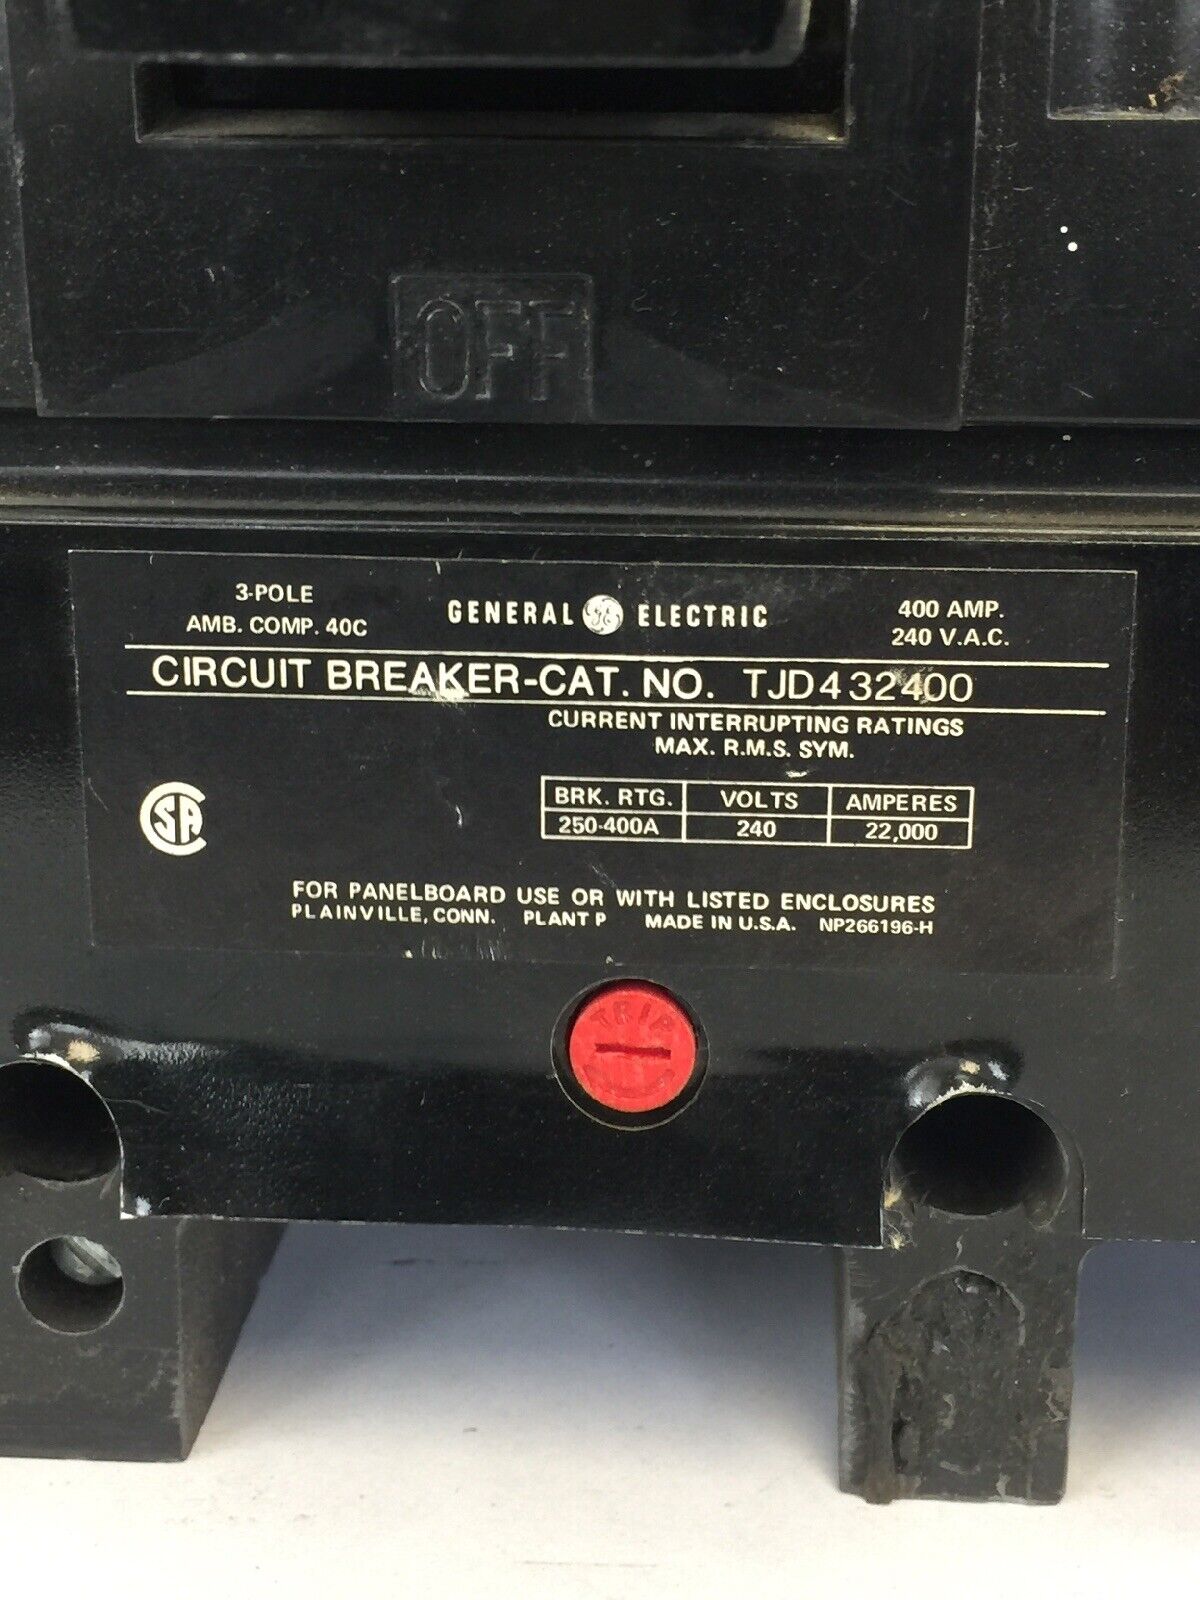 OFF
3-POLE GENERAL GE ELECTRIC 400 AMP.
AMB. COMP. 40C 240 V.A.C.
CIRCUIT BREAKER-CAT. NO. TJD432400
CURRENT INTERRUPTING RATINGS
MAX. R.M.S. SYM.
BRK. RTG. VOLTS AMPERES
250-400A 240 22,000
SA
FOR PANELBOARD USE OR WITH LISTED ENCLOSURES
PLAINVILLE, CONN. PLANT P MADE IN U.S.A. NP266196-H
TRIP